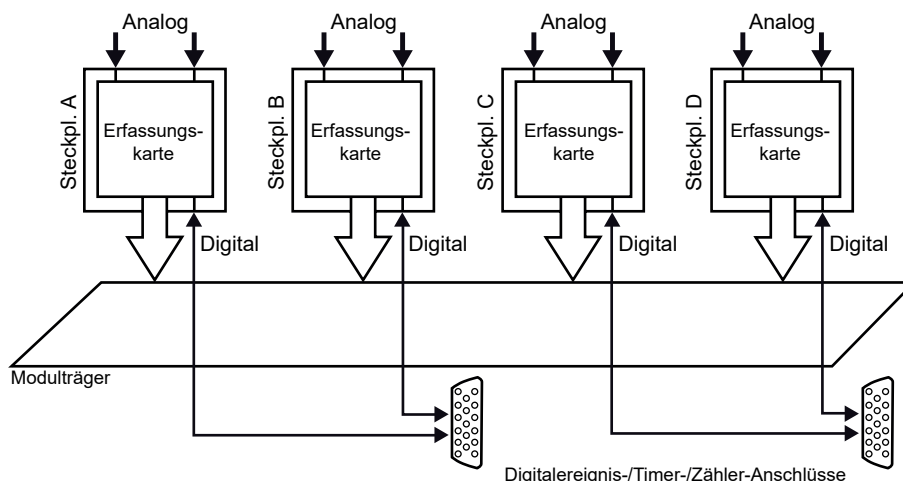 Analog
Analog
Analog
Analog
Steckpl. A
Erfassungs-
karte
Steckpl. B
Erfassungs-
karte
Steckpl. C
Erfassungs-
karte
Steckpl. D
Erfassungs-
karte
Digital
Digital
Digital
Digital
Modulträger
Digitalereignis-/Timer-/Zähler-Anschlüsse